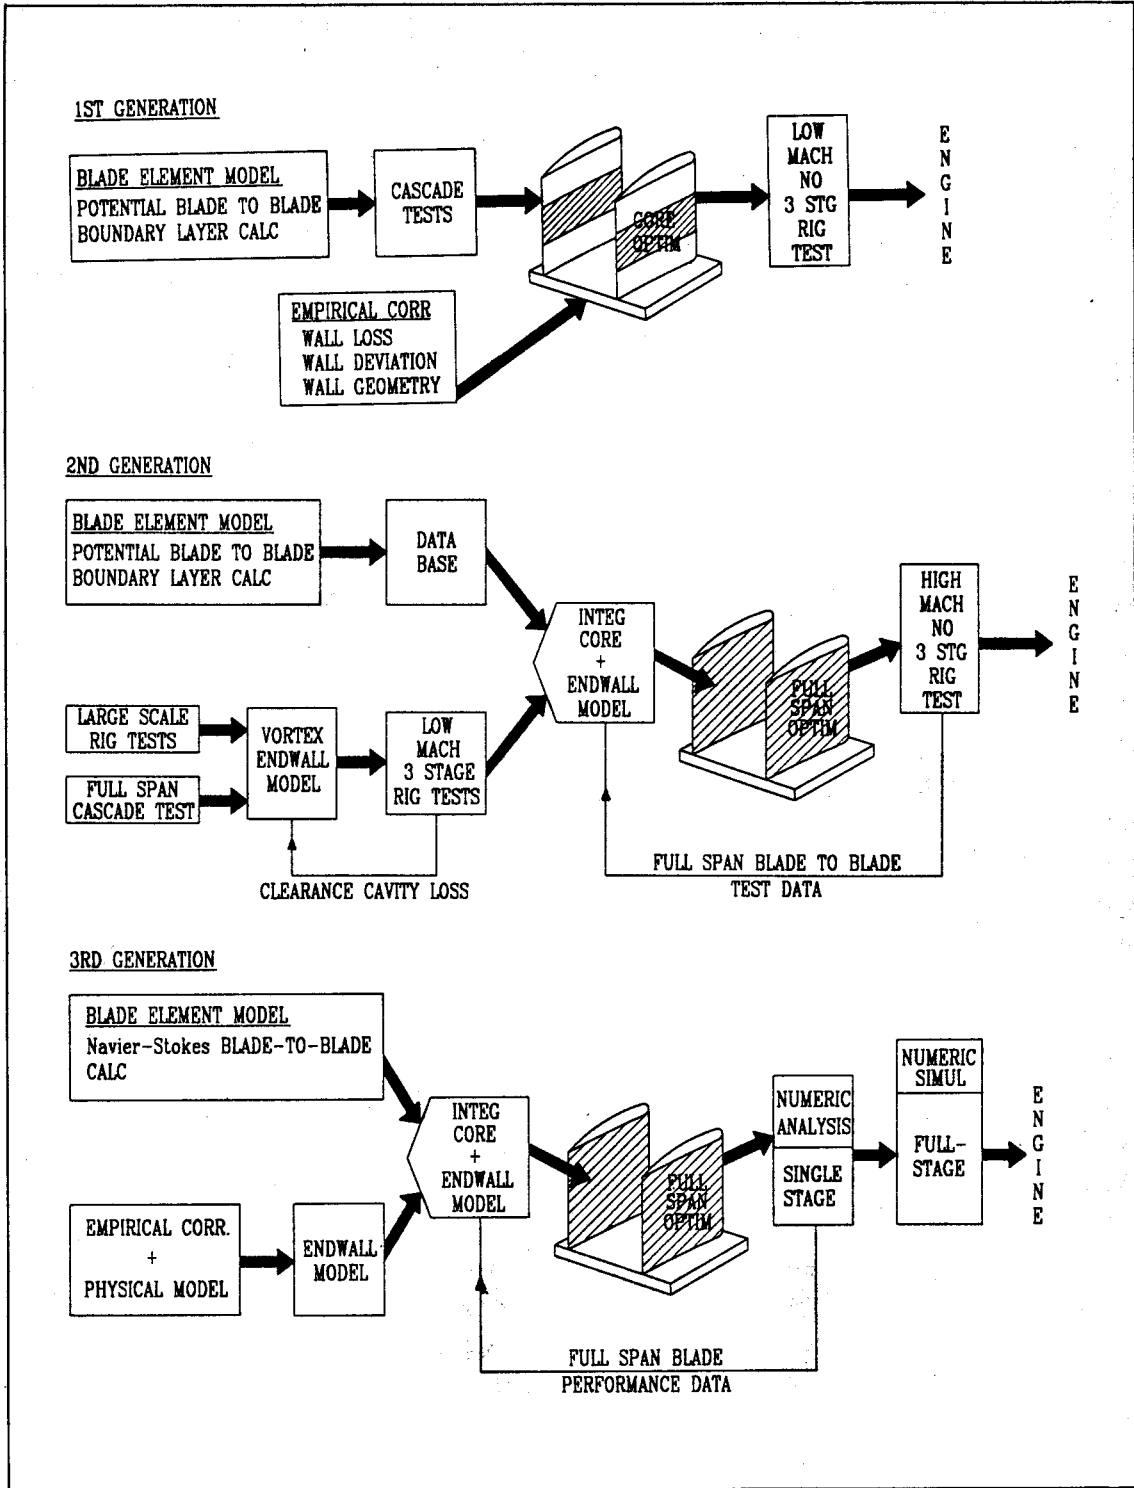 1ST GENERATION
BLADE ELEMENT MODEL
POTENTIAL BLADE TO BLADE
BOUNDARY LAYER CALC
CASCADE
TESTS
CORE
OPTIM
LOW
MACH
NO
3 STG
RIG
TEST
ENGINE
EMPIRICAL CORR
WALL LOSS
WALL DEVIATION
WALL GEOMETRY
2ND GENERATION
BLADE ELEMENT MODEL
POTENTIAL BLADE TO BLADE
BOUNDARY LAYER CALC
DATA
BASE
LARGE SCALE
RIG TESTS
FULL SPAN
CASCADE TEST
VORTEX
ENDWALL
MODEL
LOW
MACH
3 STAGE
RIG TESTS
CLEARANCE CAVITY LOSS
INTEG
CORE
+
ENDWALL
MODEL
FULL
SPAN
OPTIM
HIGH
MACH
NO
3 STG
RIG
TEST
ENGINE
FULL SPAN BLADE TO BLADE
TEST DATA
3RD GENERATION
BLADE ELEMENT MODEL
Navier-Stokes BLADE-TO-BLADE
CALC
EMPIRICAL CORR.
+
PHYSICAL MODEL
ENDWALL
MODEL
INTEG
CORE
+
ENDWALL
MODEL
FULL
SPAN
OPTIM
NUMERIC
ANALYSIS
SINGLE
STAGE
NUMERIC
SIMUL
FULL-
STAGE
ENGINE
FULL SPAN BLADE
PERFORMANCE DATA